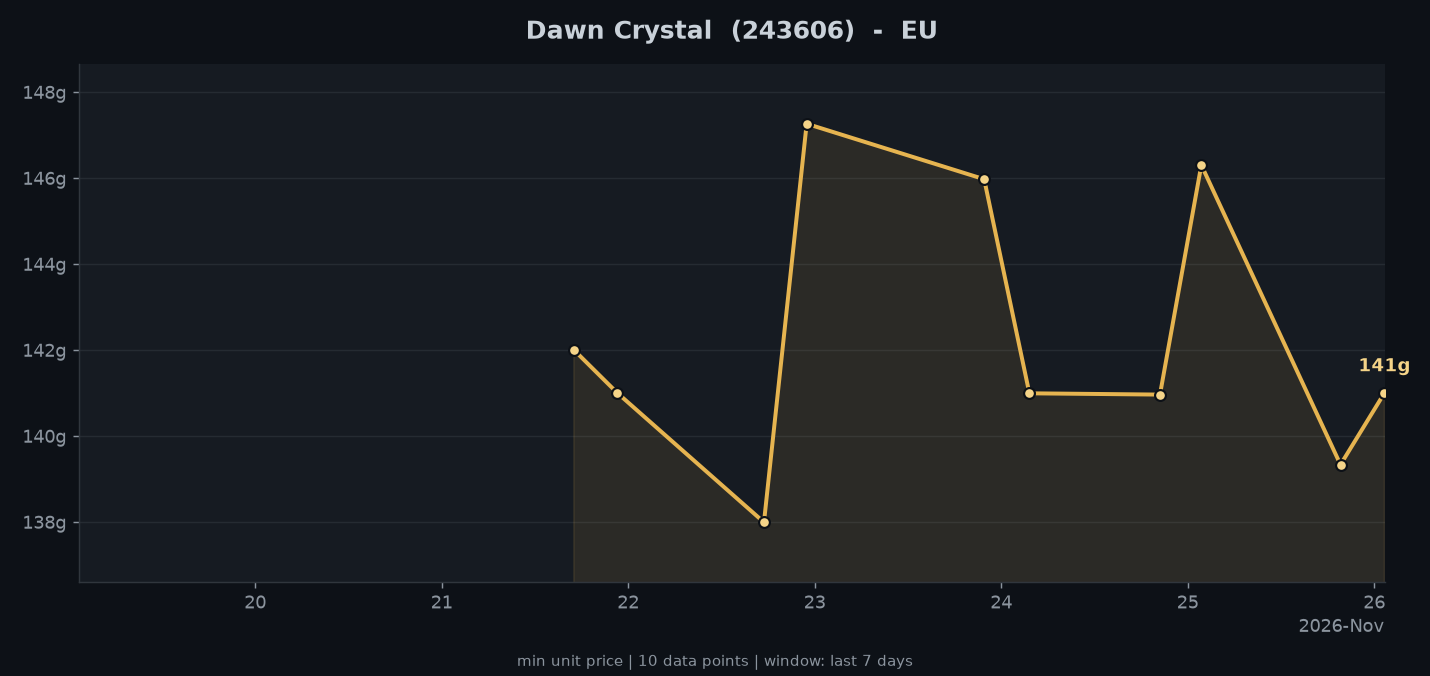 Dawn Crystal (243606) - EU
148g
146g
144g
142g
141g
140g
138g
20 21 22 23 24 25 26
2026-Nov
min unit price | 10 data points | window: last 7 days